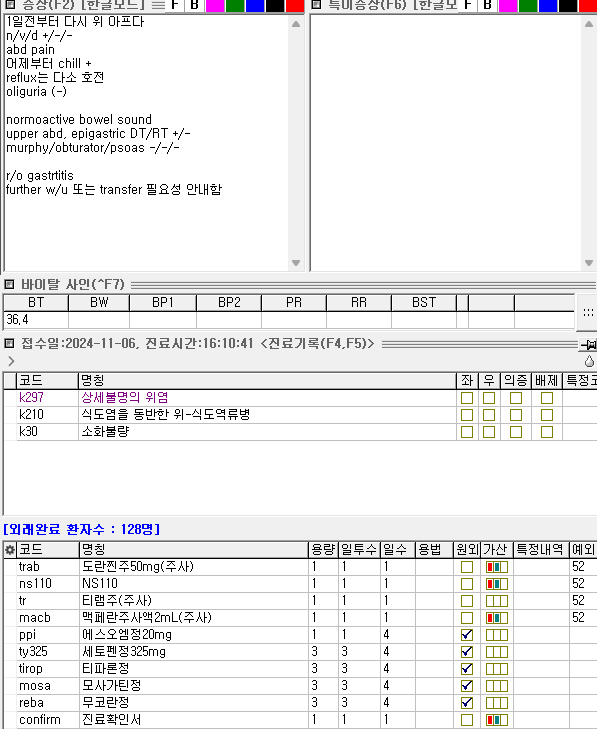 증상(F2) [한글모드] F B
특이증상(F6) [한글모 F B
1일전부터 다시 위 아프다
n/v/d +/-/-
abd pain
어제부터 chill +
reflux는 다소 호전
oliguria (-)
normoactive bowel sound
upper abd, epigastric DT/RT +/-
murphy/obturator/psoas -/-/-
r/o gastrtitis
further w/u 또는 transfer 필요성 안내함
바이탈 사인(^F7)
BT BW BP1 BP2 PR RR BST
36.4
접수일:2024-11-06, 진료시간:16:10:41 <진료기록(F4,F5)>
코드 명칭 좌 우 의증 배제 특정코
k297 상세불명의 위염
k210 식도염을 동반한 위-식도역류병
k30 소화불량
[외래완료 환자수 : 128명]
코드 명칭 용량 일투수 일수 용법 원외 가산 특정내역 예외
trab 도란찐주50mg(주사) 1 1 1 52
ns110 NS110 1 1 1 52
tr 티랩주(주사) 1 1 1 52
macb 맥페란주사액2mL(주사) 1 1 1 52
ppi 에스오엠정20mg 1 1 4
ty325 세토펜정325mg 3 3 4
tirop 티파론정 3 3 4
mosa 모사가틴정 3 3 4
reba 무코란정 3 3 4
confirm 진료확인서 1 1 1